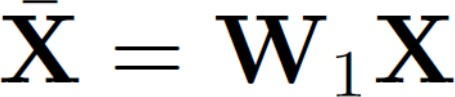 X̄ = W₁X